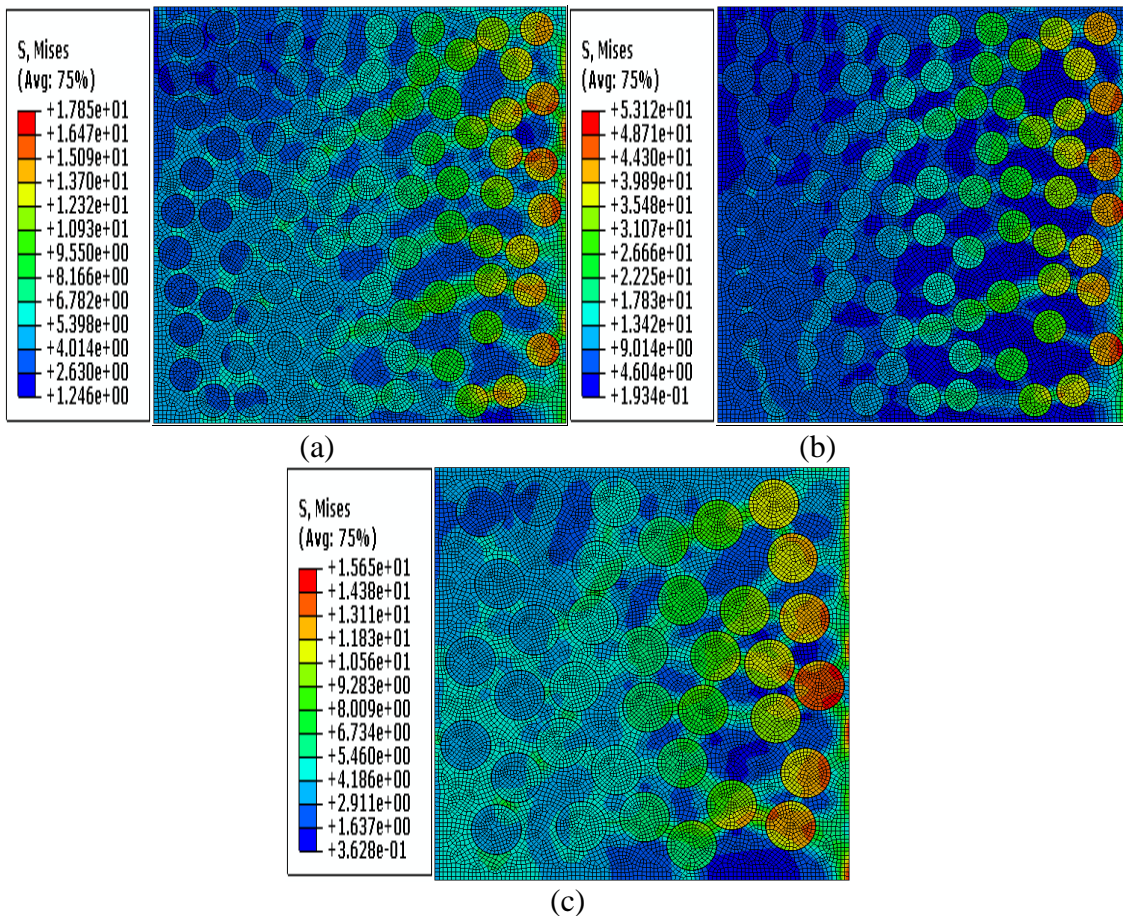 S, Mises
(Avg: 75%)
+1.785e+01
+1.647e+01
+1.509e+01
+1.370e+01
+1.232e+01
+1.093e+01
+9.550e+00
+8.166e+00
+6.782e+00
+5.398e+00
+4.014e+00
+2.630e+00
+1.246e+00
(a)
S, Mises
(Avg: 75%)
+5.312e+01
+4.871e+01
+4.430e+01
+3.989e+01
+3.548e+01
+3.107e+01
+2.666e+01
+2.225e+01
+1.783e+01
+1.342e+01
+9.014e+00
+4.604e+00
+1.934e-01
(b)
S, Mises
(Avg: 75%)
+1.565e+01
+1.438e+01
+1.311e+01
+1.183e+01
+1.056e+01
+9.283e+00
+8.009e+00
+6.734e+00
+5.460e+00
+4.186e+00
+2.911e+00
+1.637e+00
+3.628e-01
(c)